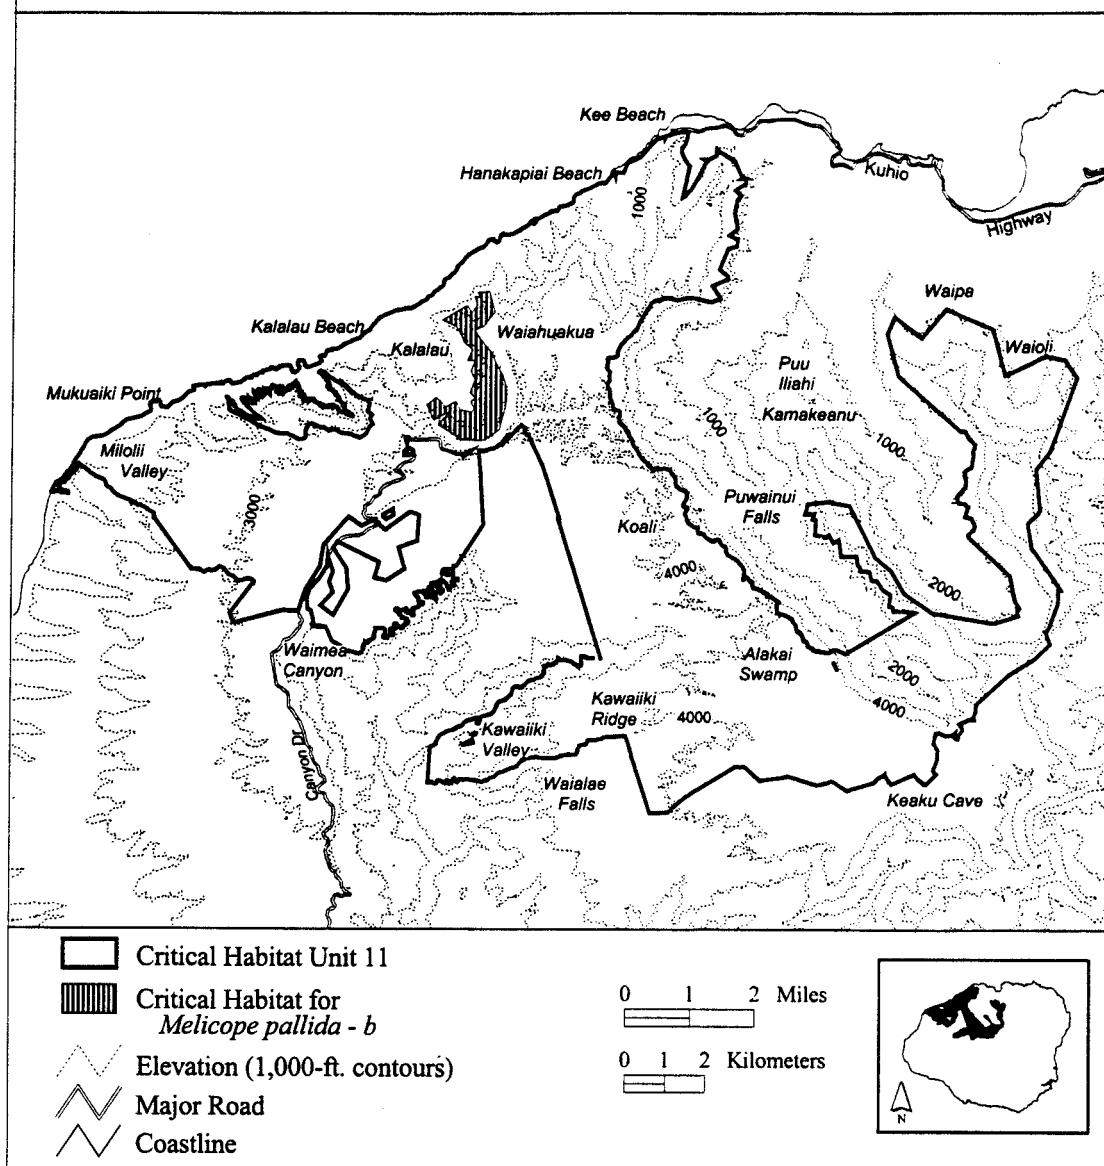 Kee Beach
Hanakapiai Beach
Kuhio
Highway
1000
Waipa
Kalalau Beach
Waiahuakua
Kalalau
Waioli
Puu
Iliahi
Mukuaiki Point
Kamakeanu
1000
1000
Milolii
Valley
3000
Puwainui
Falls
Koali
4000
2000
Waimea
Canyon
Alakai
Swamp
2000
4000
Kawaiiki
Ridge
4000
Kawaiiki
Valley
Canyon Dr
Waialae
Falls
Keaku Cave
Critical Habitat Unit 11
Critical Habitat for
Melicope pallida - b
Elevation (1,000-ft. contours)
Major Road
Coastline
0 1 2 Miles
0 1 2 Kilometers
N